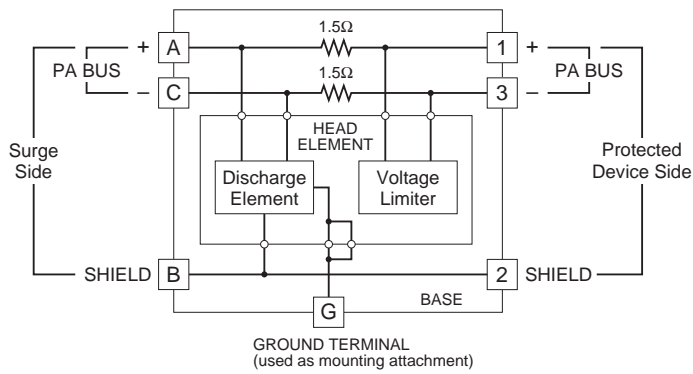 1.5Ω
+ A 1 +
PA BUS PA BUS
1.5Ω
– C 3 –
HEAD
ELEMENT
Surge
Side
Protected
Device Side
Discharge
Element
Voltage
Limiter
SHIELD B 2 SHIELD
BASE
G
GROUND TERMINAL
(used as mounting attachment)